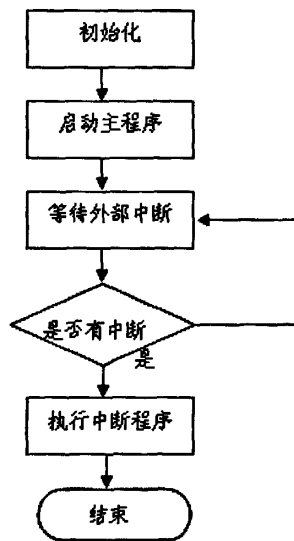 初始化
启动主程序
等待外部中断
是否有中断
是
执行中断程序
结束